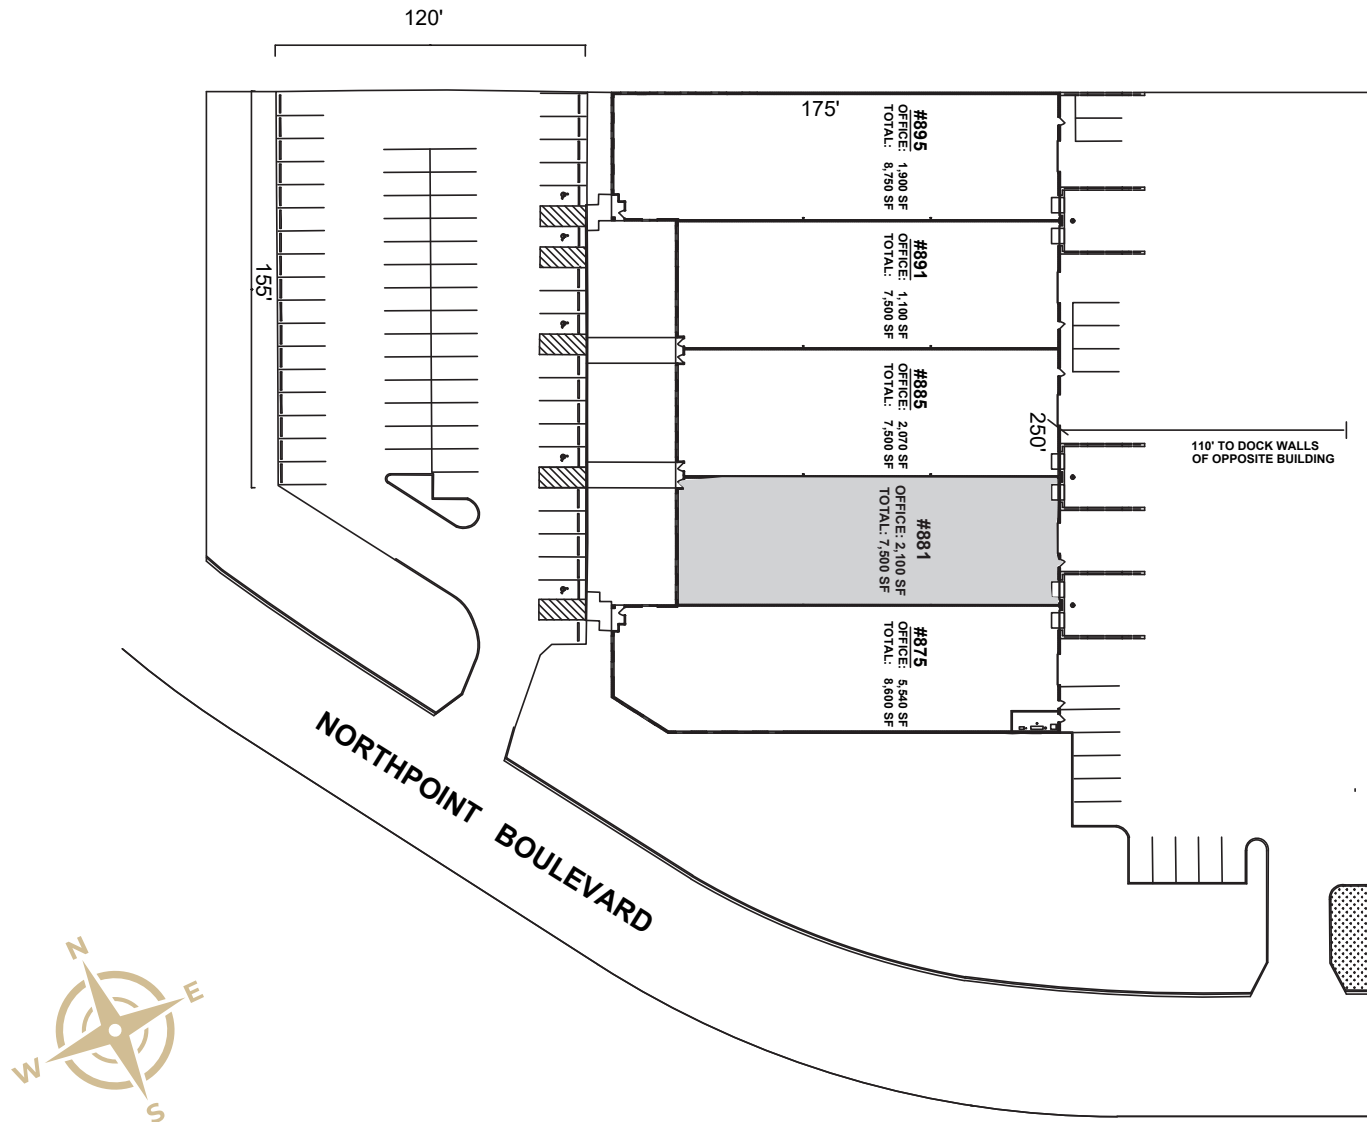 120'
175'
155'
#895
OFFICE: 1,900 SF
TOTAL: 8,750 SF
#891
OFFICE: 1,100 SF
TOTAL: 7,500 SF
#885
OFFICE: 2,070 SF
TOTAL: 7,500 SF
250'
110' TO DOCK WALLS
OF OPPOSITE BUILDING
#881
OFFICE: 2,100 SF
TOTAL: 7,500 SF
#875
OFFICE: 5,540 SF
TOTAL: 8,600 SF
NORTHPOINT BOULEVARD
N
E
W
S